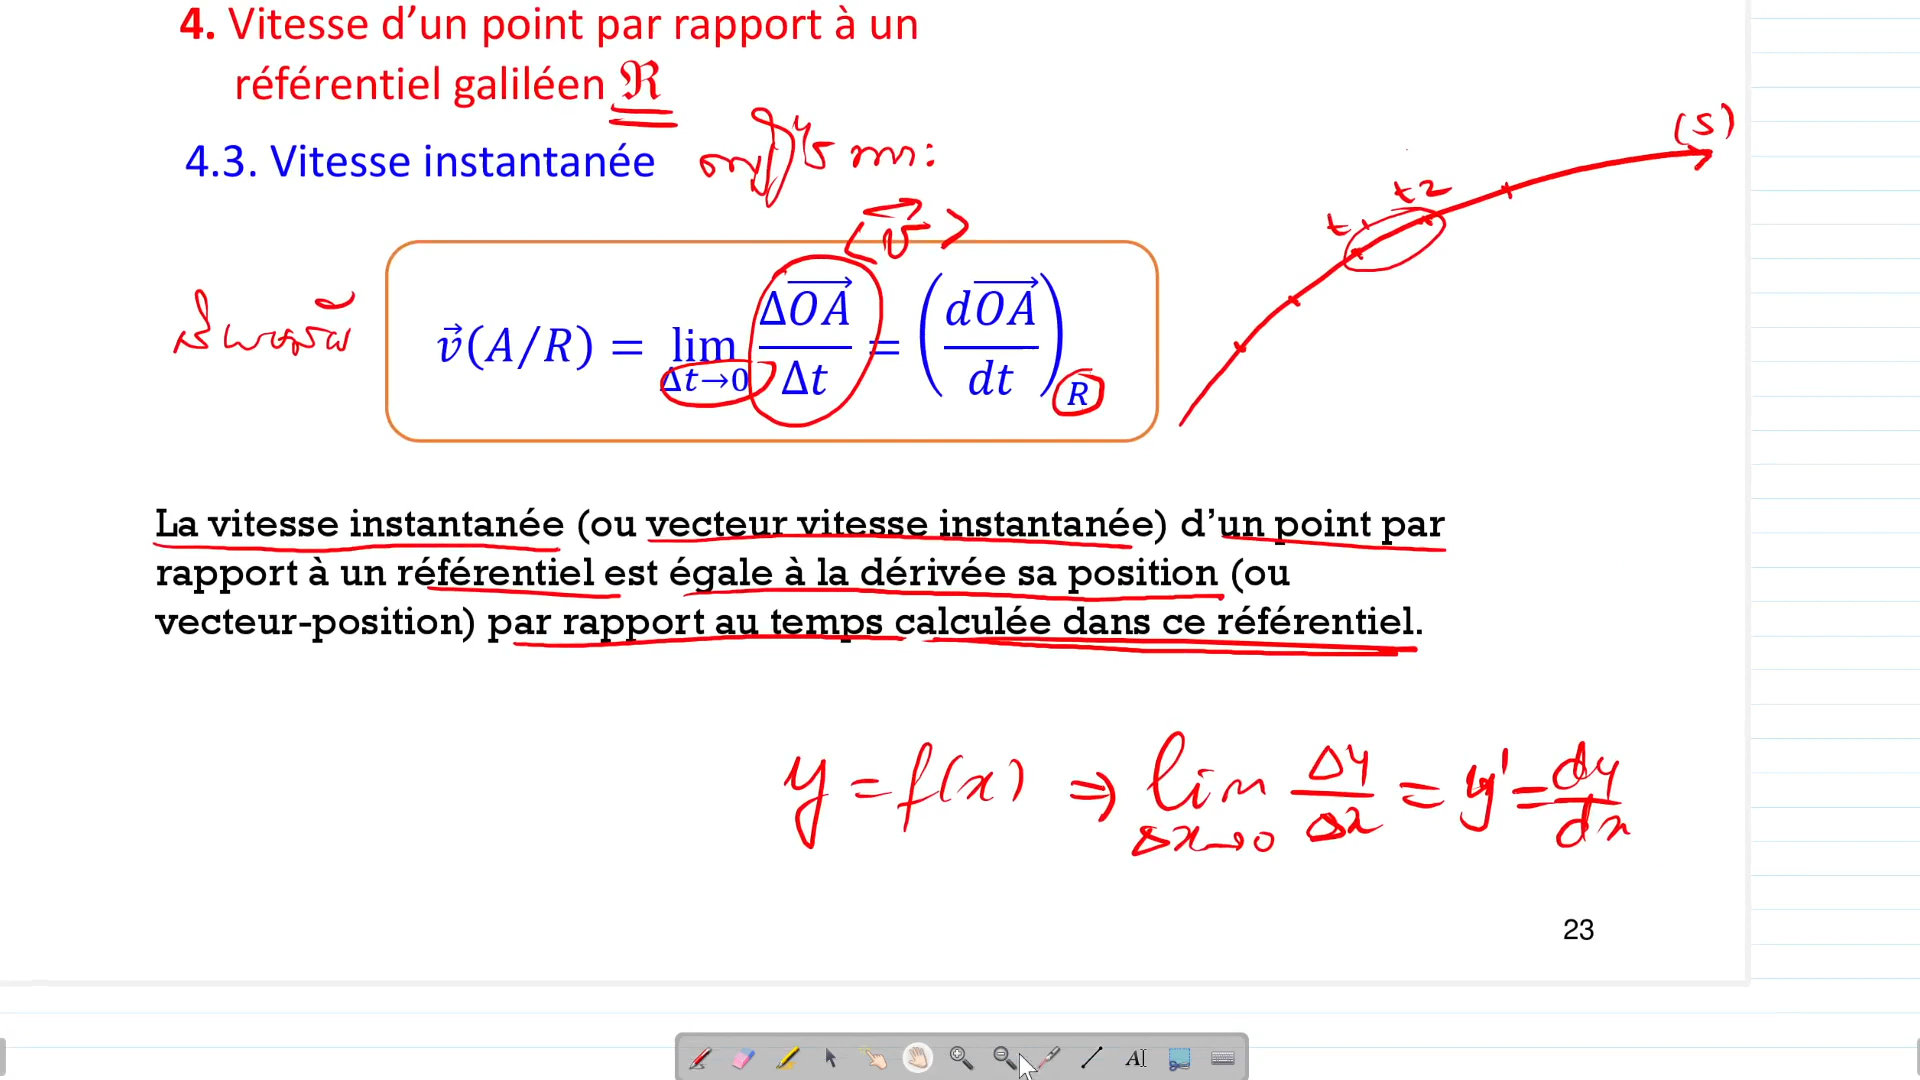 4. Vitesse d’un point par rapport à un
référentiel galiléen ℜ
4.3. Vitesse instantanée
(S)
t1 t2
<v⃗>
v⃗(A/R) = lim Δt→0 ΔOA⃗/Δt = (dOA⃗/dt)R
La vitesse instantanée (ou vecteur vitesse instantanée) d’un point par
rapport à un référentiel est égale à la dérivée sa position (ou
vecteur-position) par rapport au temps calculée dans ce référentiel.
y = f(x) ⇒ lim Δx→0 Δy/Δx = y' = dy/dx
23
AI